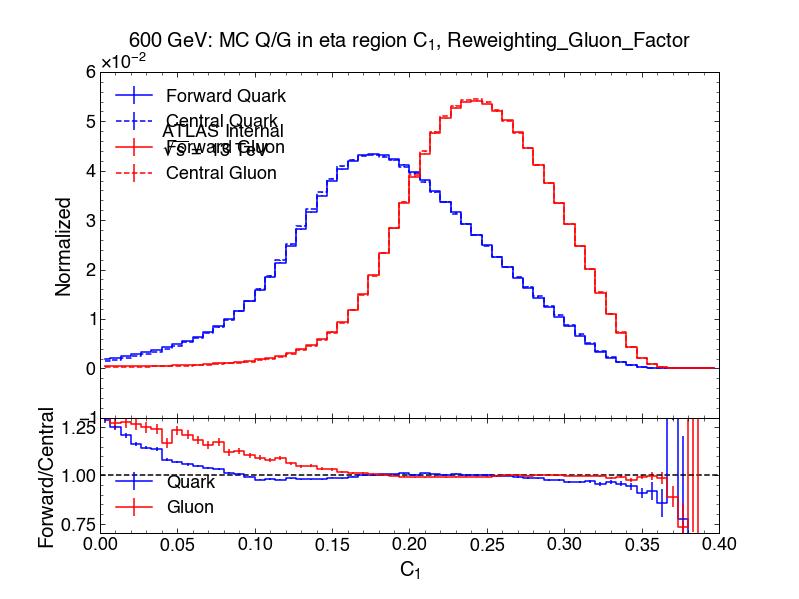 600 GeV: MC Q/G in eta region C₁, Reweighting_Gluon_Factor
×10⁻²
Forward Quark
Central Quark
ATLAS Internal
Forward Gluon
√s = 13 TeV
Central Gluon
Normalized
6
5
4
3
2
1
0
−1
Forward/Central
1.25
1.00
0.75
Quark
Gluon
0.00 0.05 0.10 0.15 0.20 0.25 0.30 0.35 0.40
C₁